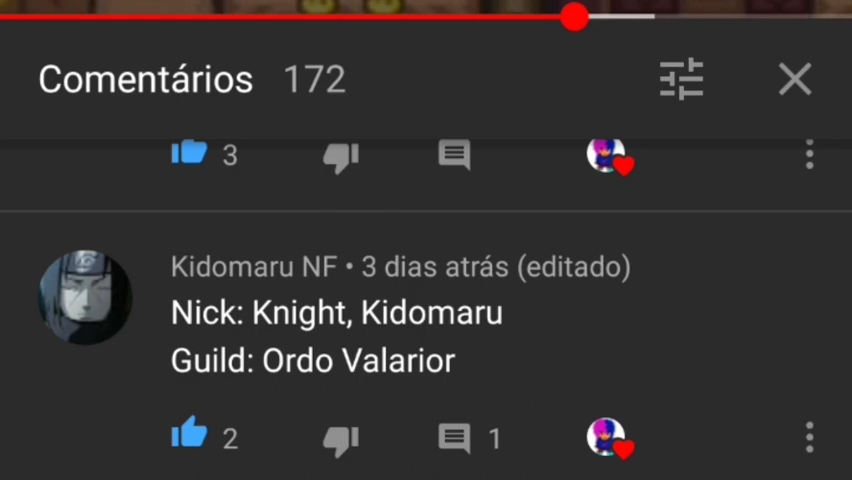 Comentários 172
3
Kidomaru NF • 3 dias atrás (editado)
Nick: Knight, Kidomaru
Guild: Ordo Valarior
2 1